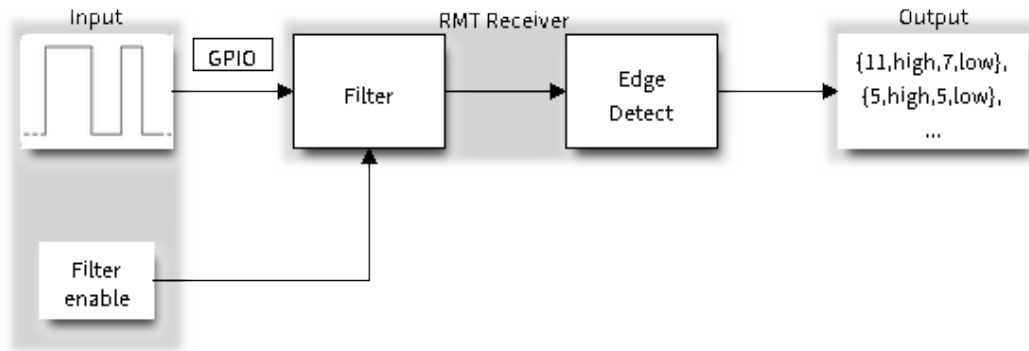 Input
RMT Receiver
Output
GPIO
Filter
Edge
Detect
{11,high,7,low},
{5,high,5,low},
...
Filter
enable